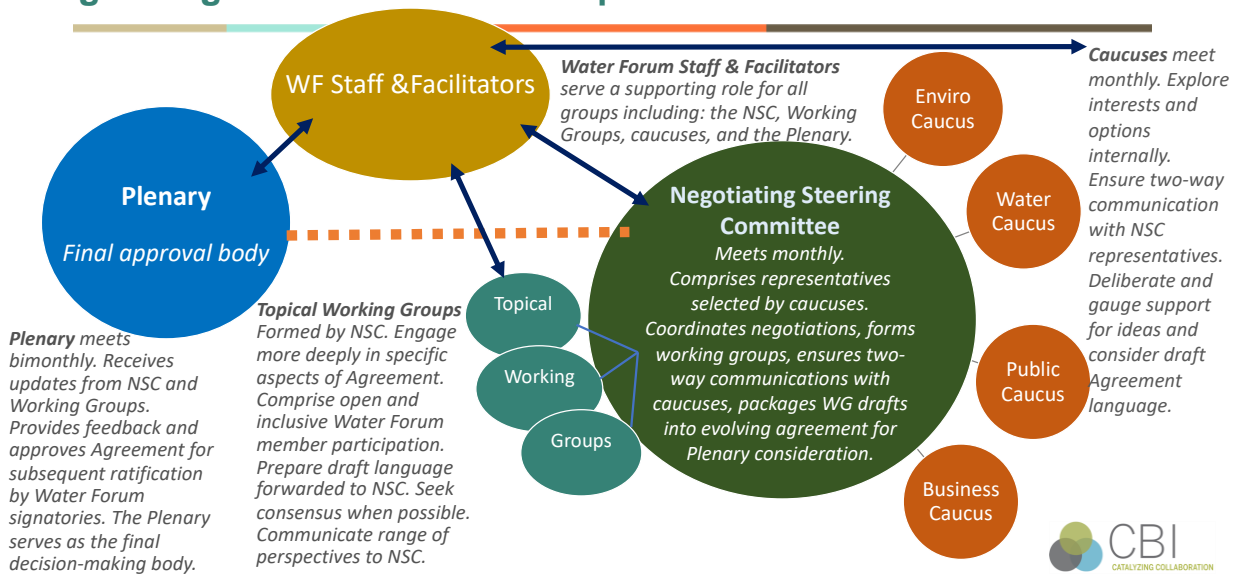 WF Staff &Facilitators
Water Forum Staff & Facilitators
serve a supporting role for all
groups including: the NSC, Working
Groups, caucuses, and the Plenary.
Caucuses meet
monthly. Explore
interests and
options
internally.
Ensure two-way
communication
with NSC
representatives.
Deliberate and
gauge support
for ideas and
consider draft
Agreement
language.
Enviro
Caucus
Water
Caucus
Public
Caucus
Business
Caucus
Plenary
Final approval body
Negotiating Steering
Committee
Meets monthly.
Comprises representatives
selected by caucuses.
Coordinates negotiations, forms
working groups, ensures two-
way communications with
caucuses, packages WG drafts
into evolving agreement for
Plenary consideration.
Topical
Working
Groups
Plenary meets
bimonthly. Receives
updates from NSC and
Working Groups.
Provides feedback and
approves Agreement for
subsequent ratification
by Water Forum
signatories. The Plenary
serves as the final
decision-making body.
Topical Working Groups
Formed by NSC. Engage
more deeply in specific
aspects of Agreement.
Comprise open and
inclusive Water Forum
member participation.
Prepare draft language
forwarded to NSC. Seek
consensus when possible.
Communicate range of
perspectives to NSC.
CBI
CATALYZING COLLABORATION